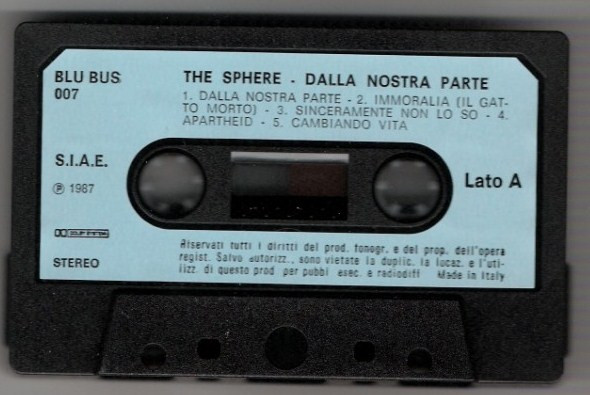 BLU BUS
007
THE SPHERE - DALLA NOSTRA PARTE
1. DALLA NOSTRA PARTE - 2. IMMORALIA (IL GAT-
TO MORTO) - 3. SINCERAMENTE NON LO SO - 4.
APARTHEID - 5. CAMBIANDO VITA
S.I.A.E.
Ⓟ 1987
Lato A
DOLBY SYSTEM
STEREO
Riservati tutti i diritti del prod. fonogr. e del prop. dell'opera
regist. Salvo autorizz., sono vietate la duplic. la locaz. e l'uti-
lizz. di questo prod per pubbl esec. e radiodiff Made in Italy